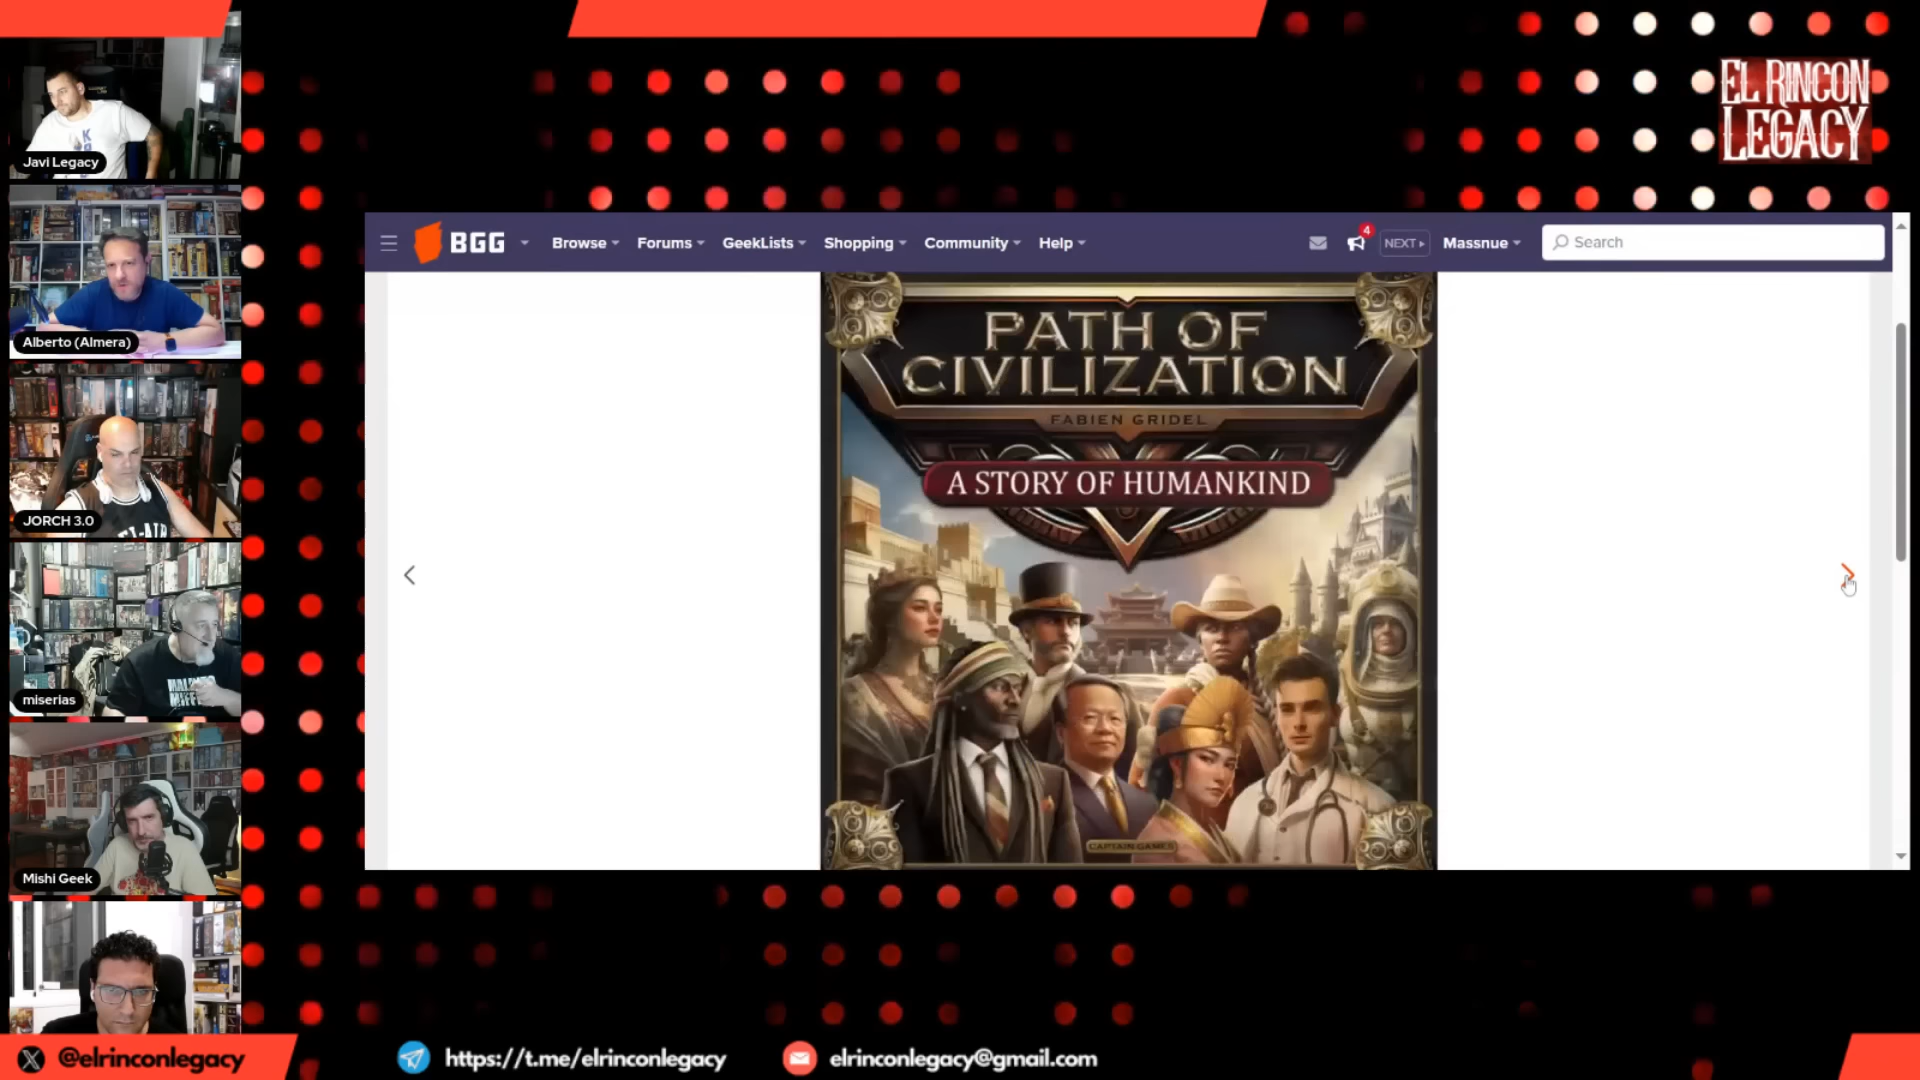 EL RINCON
LEGACY
Javi Legacy
Alberto (Almera)
JORCH 3.0
miserias
Mishi Geek
BGG
Browse
Forums
GeekLists
Shopping
Community
Help
4
NEXT
Massnue
Search
PATH OF
CIVILIZATION
FABIEN GRIDEL
A STORY OF HUMANKIND
CAPTAIN GAMES
@elrinconlegacy
https://t.me/elrinconlegacy
elrinconlegacy@gmail.com